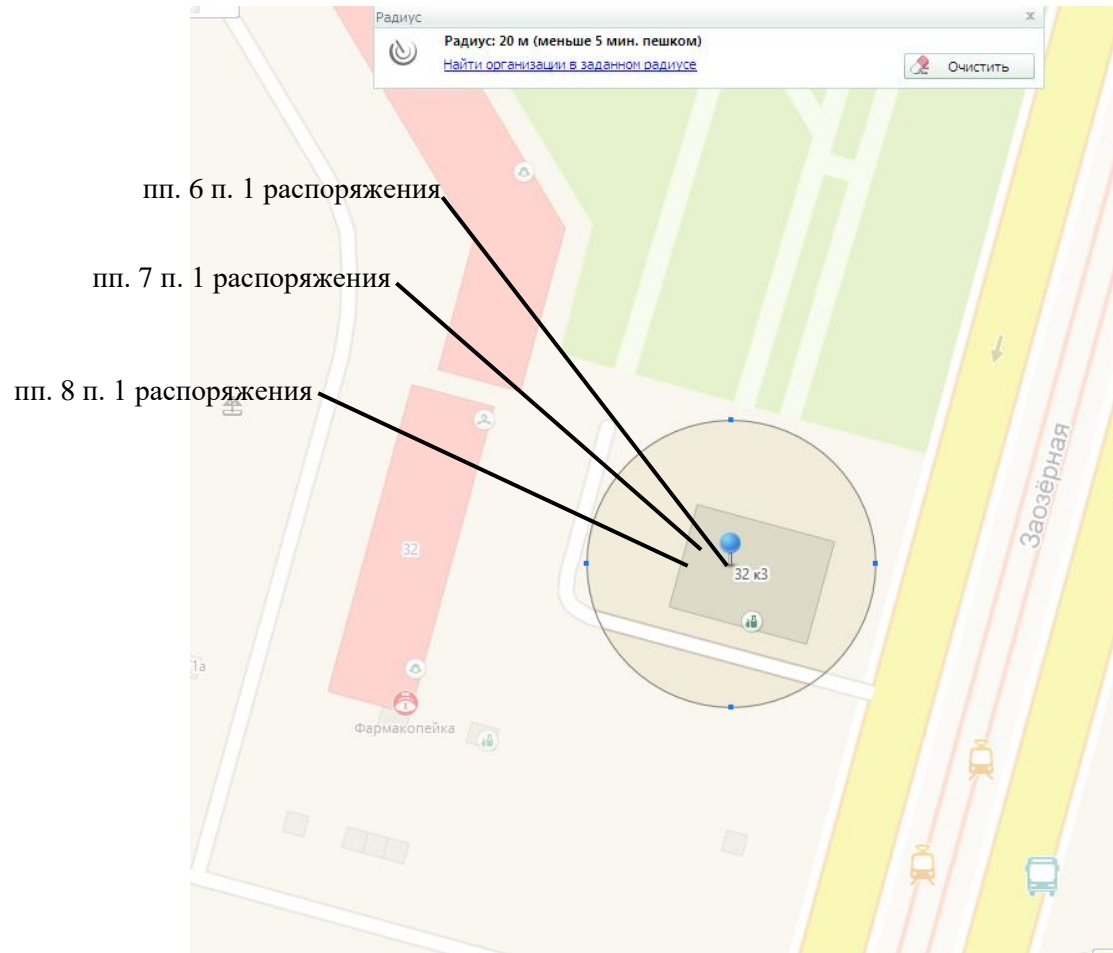 Радиус
x
Радиус: 20 м (меньше 5 мин. пешком)
Найти организации в заданном радиусе
Очистить
пп. 6 п. 1 распоряжения
пп. 7 п. 1 распоряжения
пп. 8 п. 1 распоряжения
Заозёрная
32
32 к3
1а
Фармакопейка